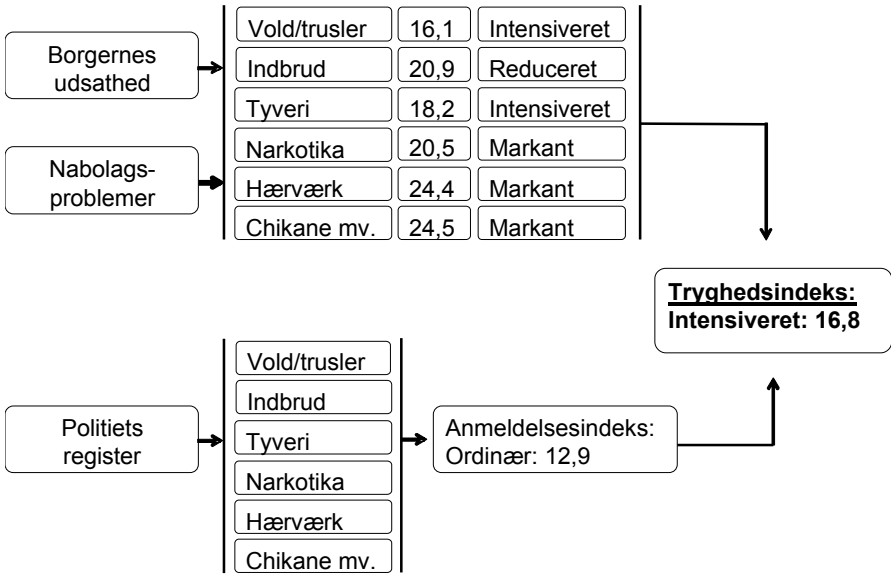 Borgernes
udsathed
Nabolags-
problemer
Vold/trusler 16,1 Intensiveret
Indbrud 20,9 Reduceret
Tyveri 18,2 Intensiveret
Narkotika 20,5 Markant
Hærværk 24,4 Markant
Chikane mv. 24,5 Markant
Tryghedsindeks:
Intensiveret: 16,8
Politiets
register
Vold/trusler
Indbrud
Tyveri
Narkotika
Hærværk
Chikane mv.
Anmeldelsesindeks:
Ordinær: 12,9